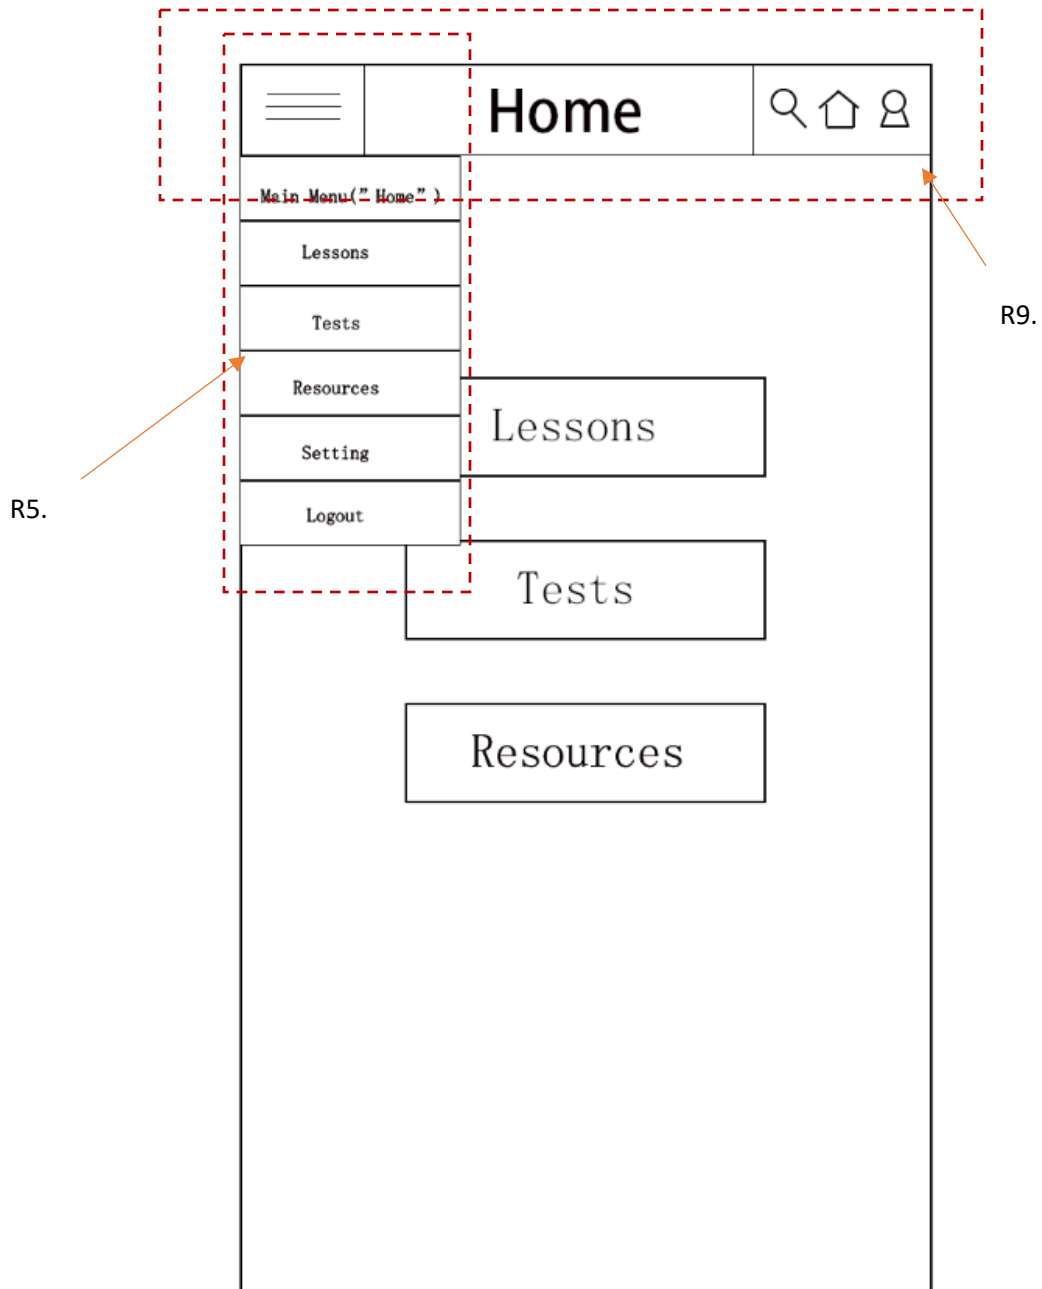 Home
Main Menu(”Home”)
Lessons
Tests
R9.
Resources
Lessons
Setting
R5.
Logout
Tests
Resources